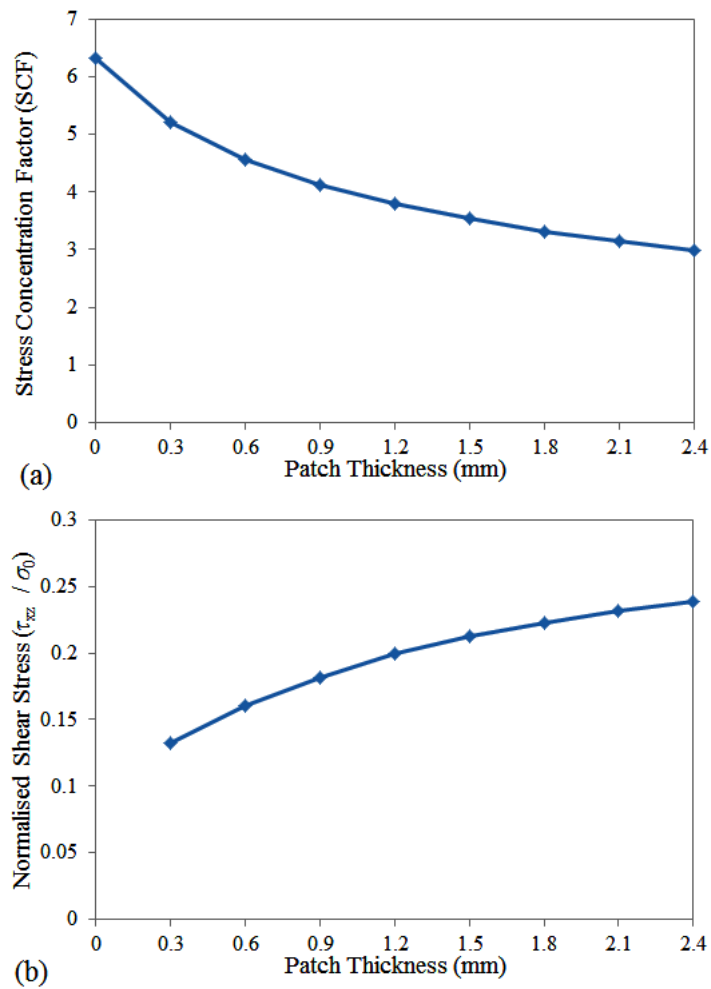 7
6
5
4
3
2
1
0
Stress Concentration Factor (SCF)
0 0.3 0.6 0.9 1.2 1.5 1.8 2.1 2.4
Patch Thickness (mm)
(a)
0.3
0.25
0.2
0.15
0.1
0.05
0
Normalised Shear Stress (τxz / σ0)
0 0.3 0.6 0.9 1.2 1.5 1.8 2.1 2.4
Patch Thickness (mm)
(b)